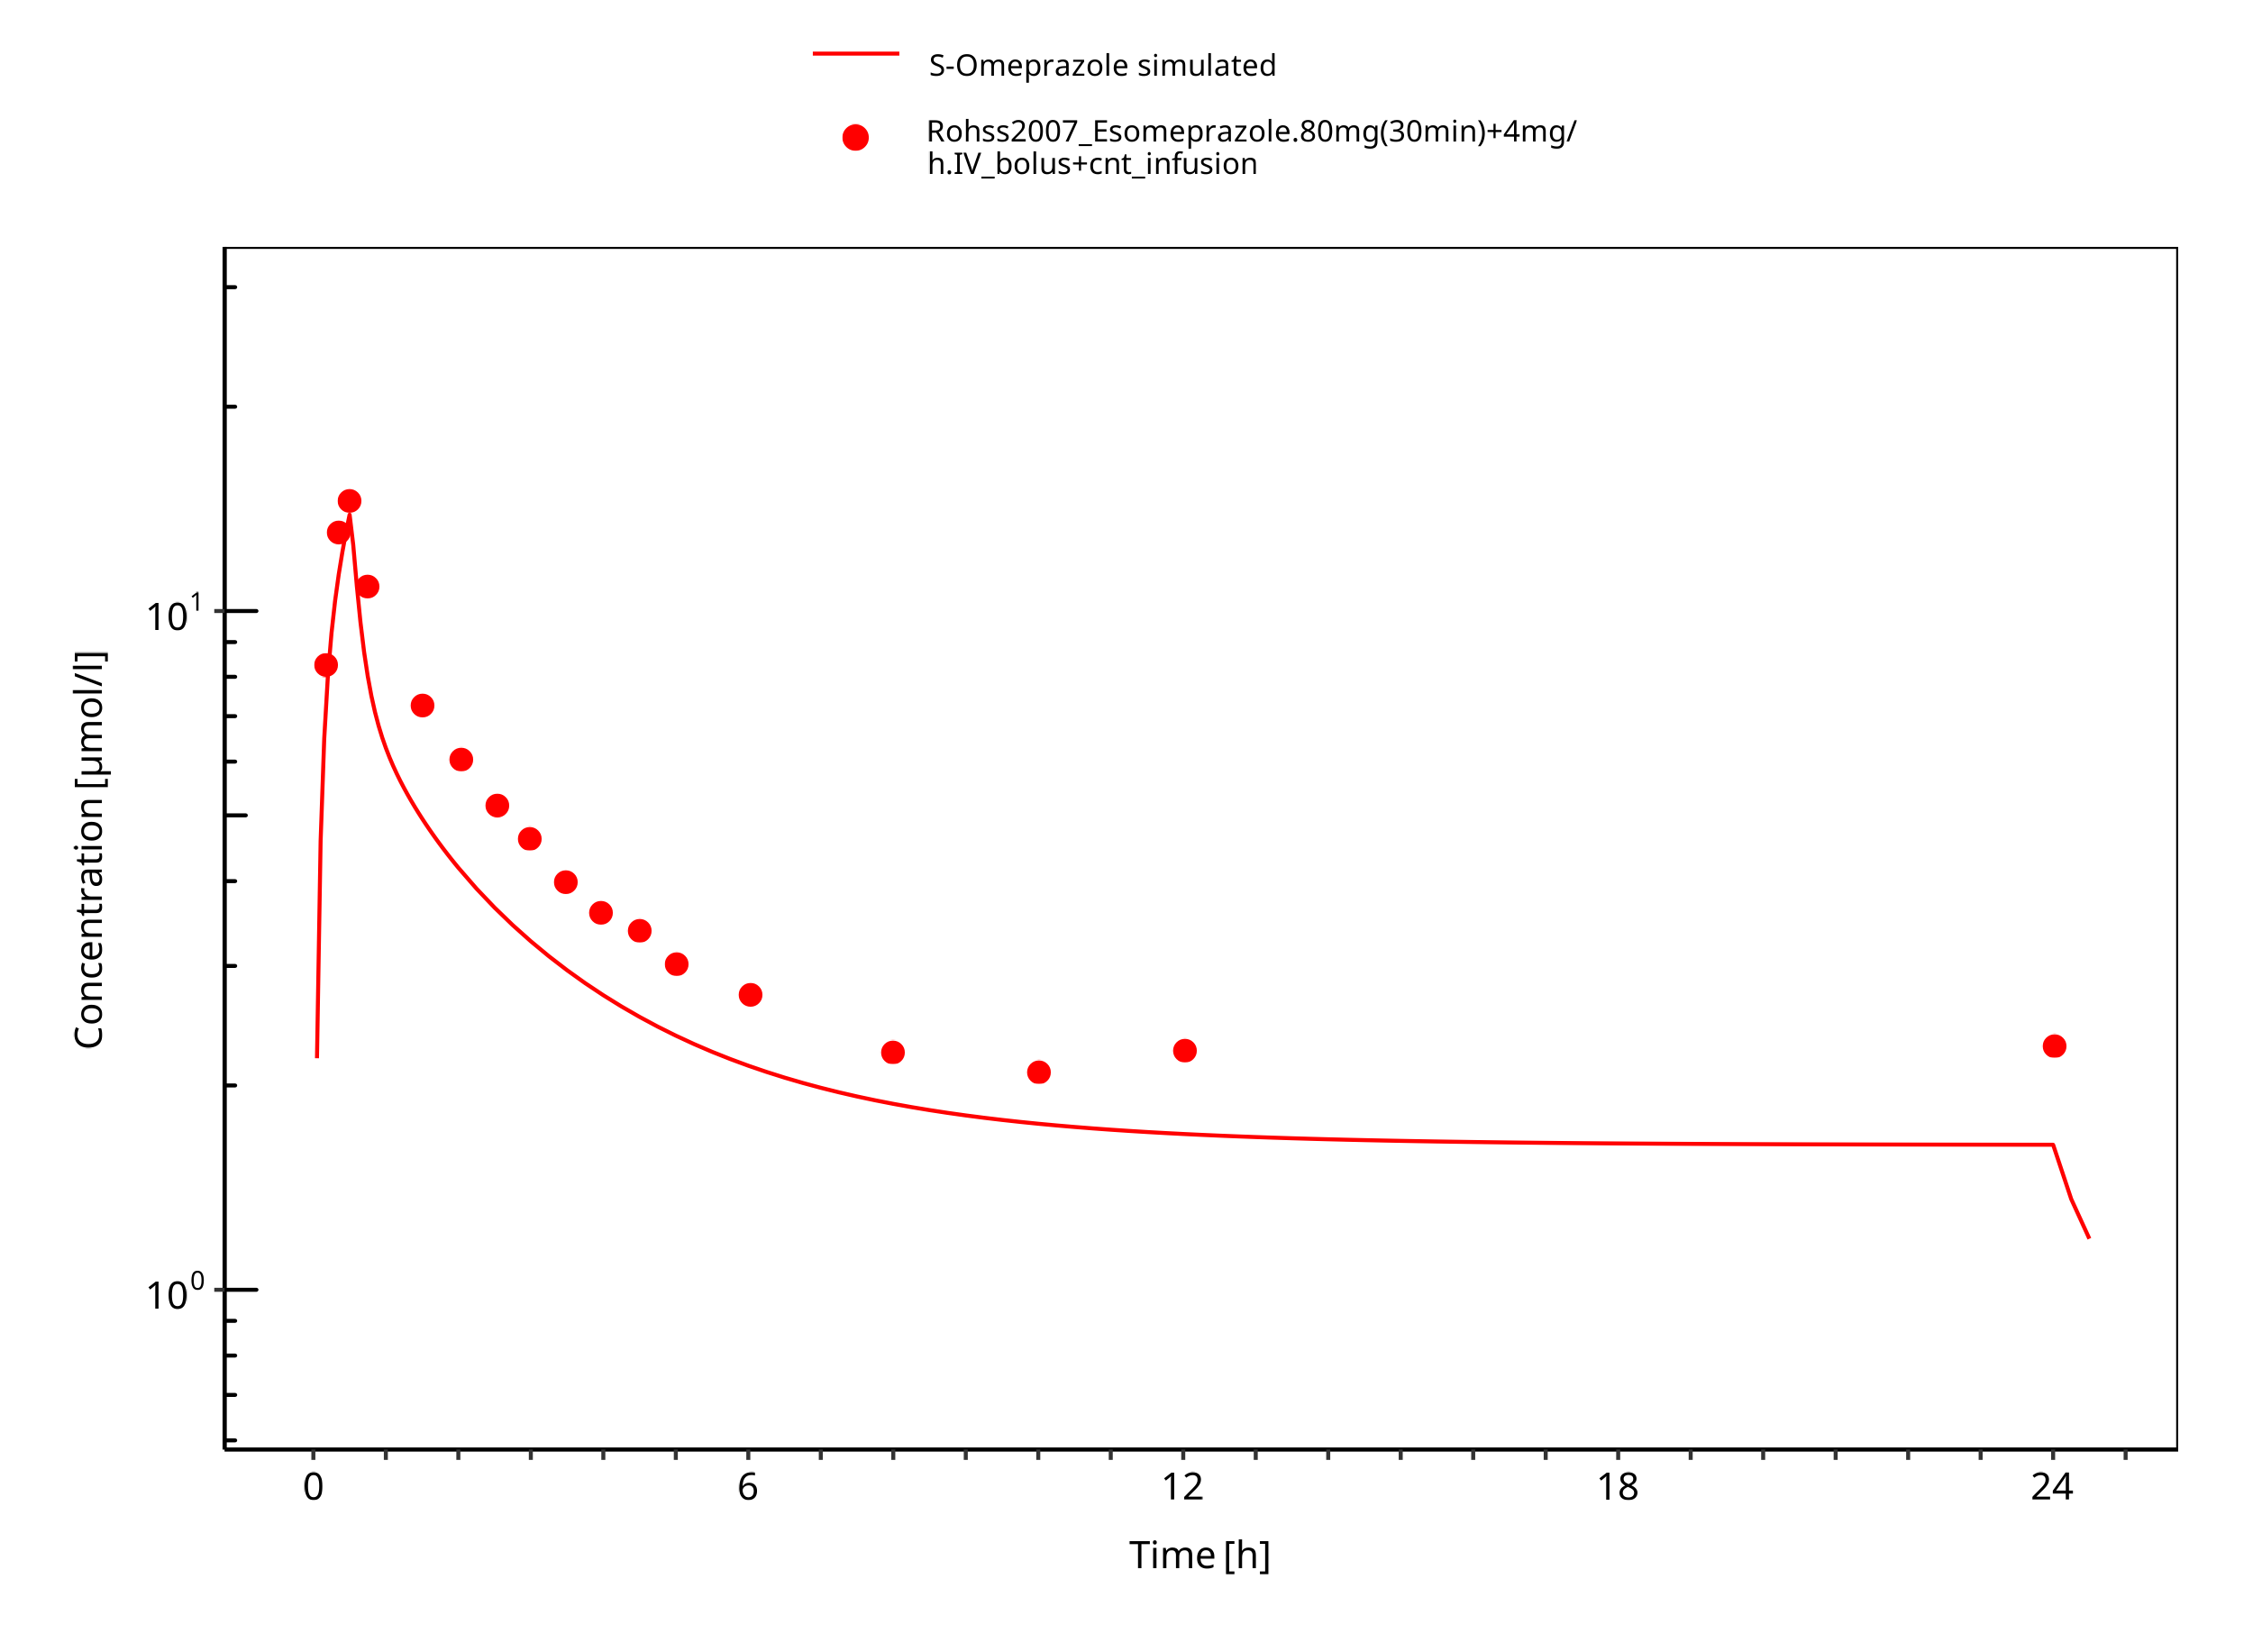 S-Omeprazole simulated
Rohss2007_Esomeprazole.80mg(30min)+4mg/
h.IV_bolus+cnt_infusion
10¹
10⁰
Concentration [µmol/l]
0 6 12 18 24
Time [h]